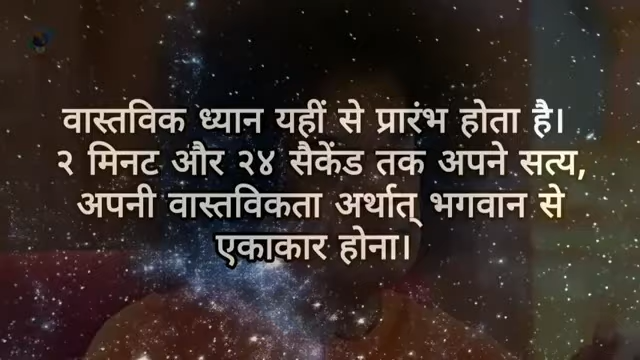 वास्तविक ध्यान यहीं से प्रारंभ होता है।
२ मिनट और २४ सैकेंड तक अपने सत्य,
अपनी वास्तविकता अर्थात् भगवान से
एकाकार होना।